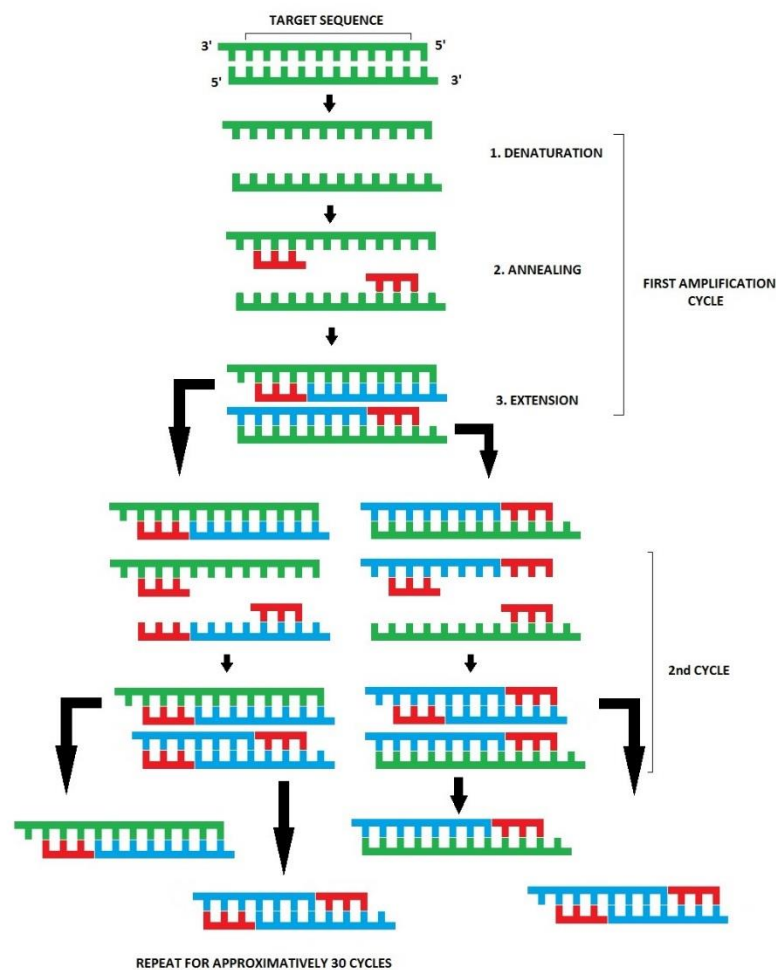 TARGET SEQUENCE
3'
5'
5'
3'
1. DENATURATION
2. ANNEALING
FIRST AMPLIFICATION
CYCLE
3. EXTENSION
2nd CYCLE
REPEAT FOR APPROXIMATIVELY 30 CYCLES